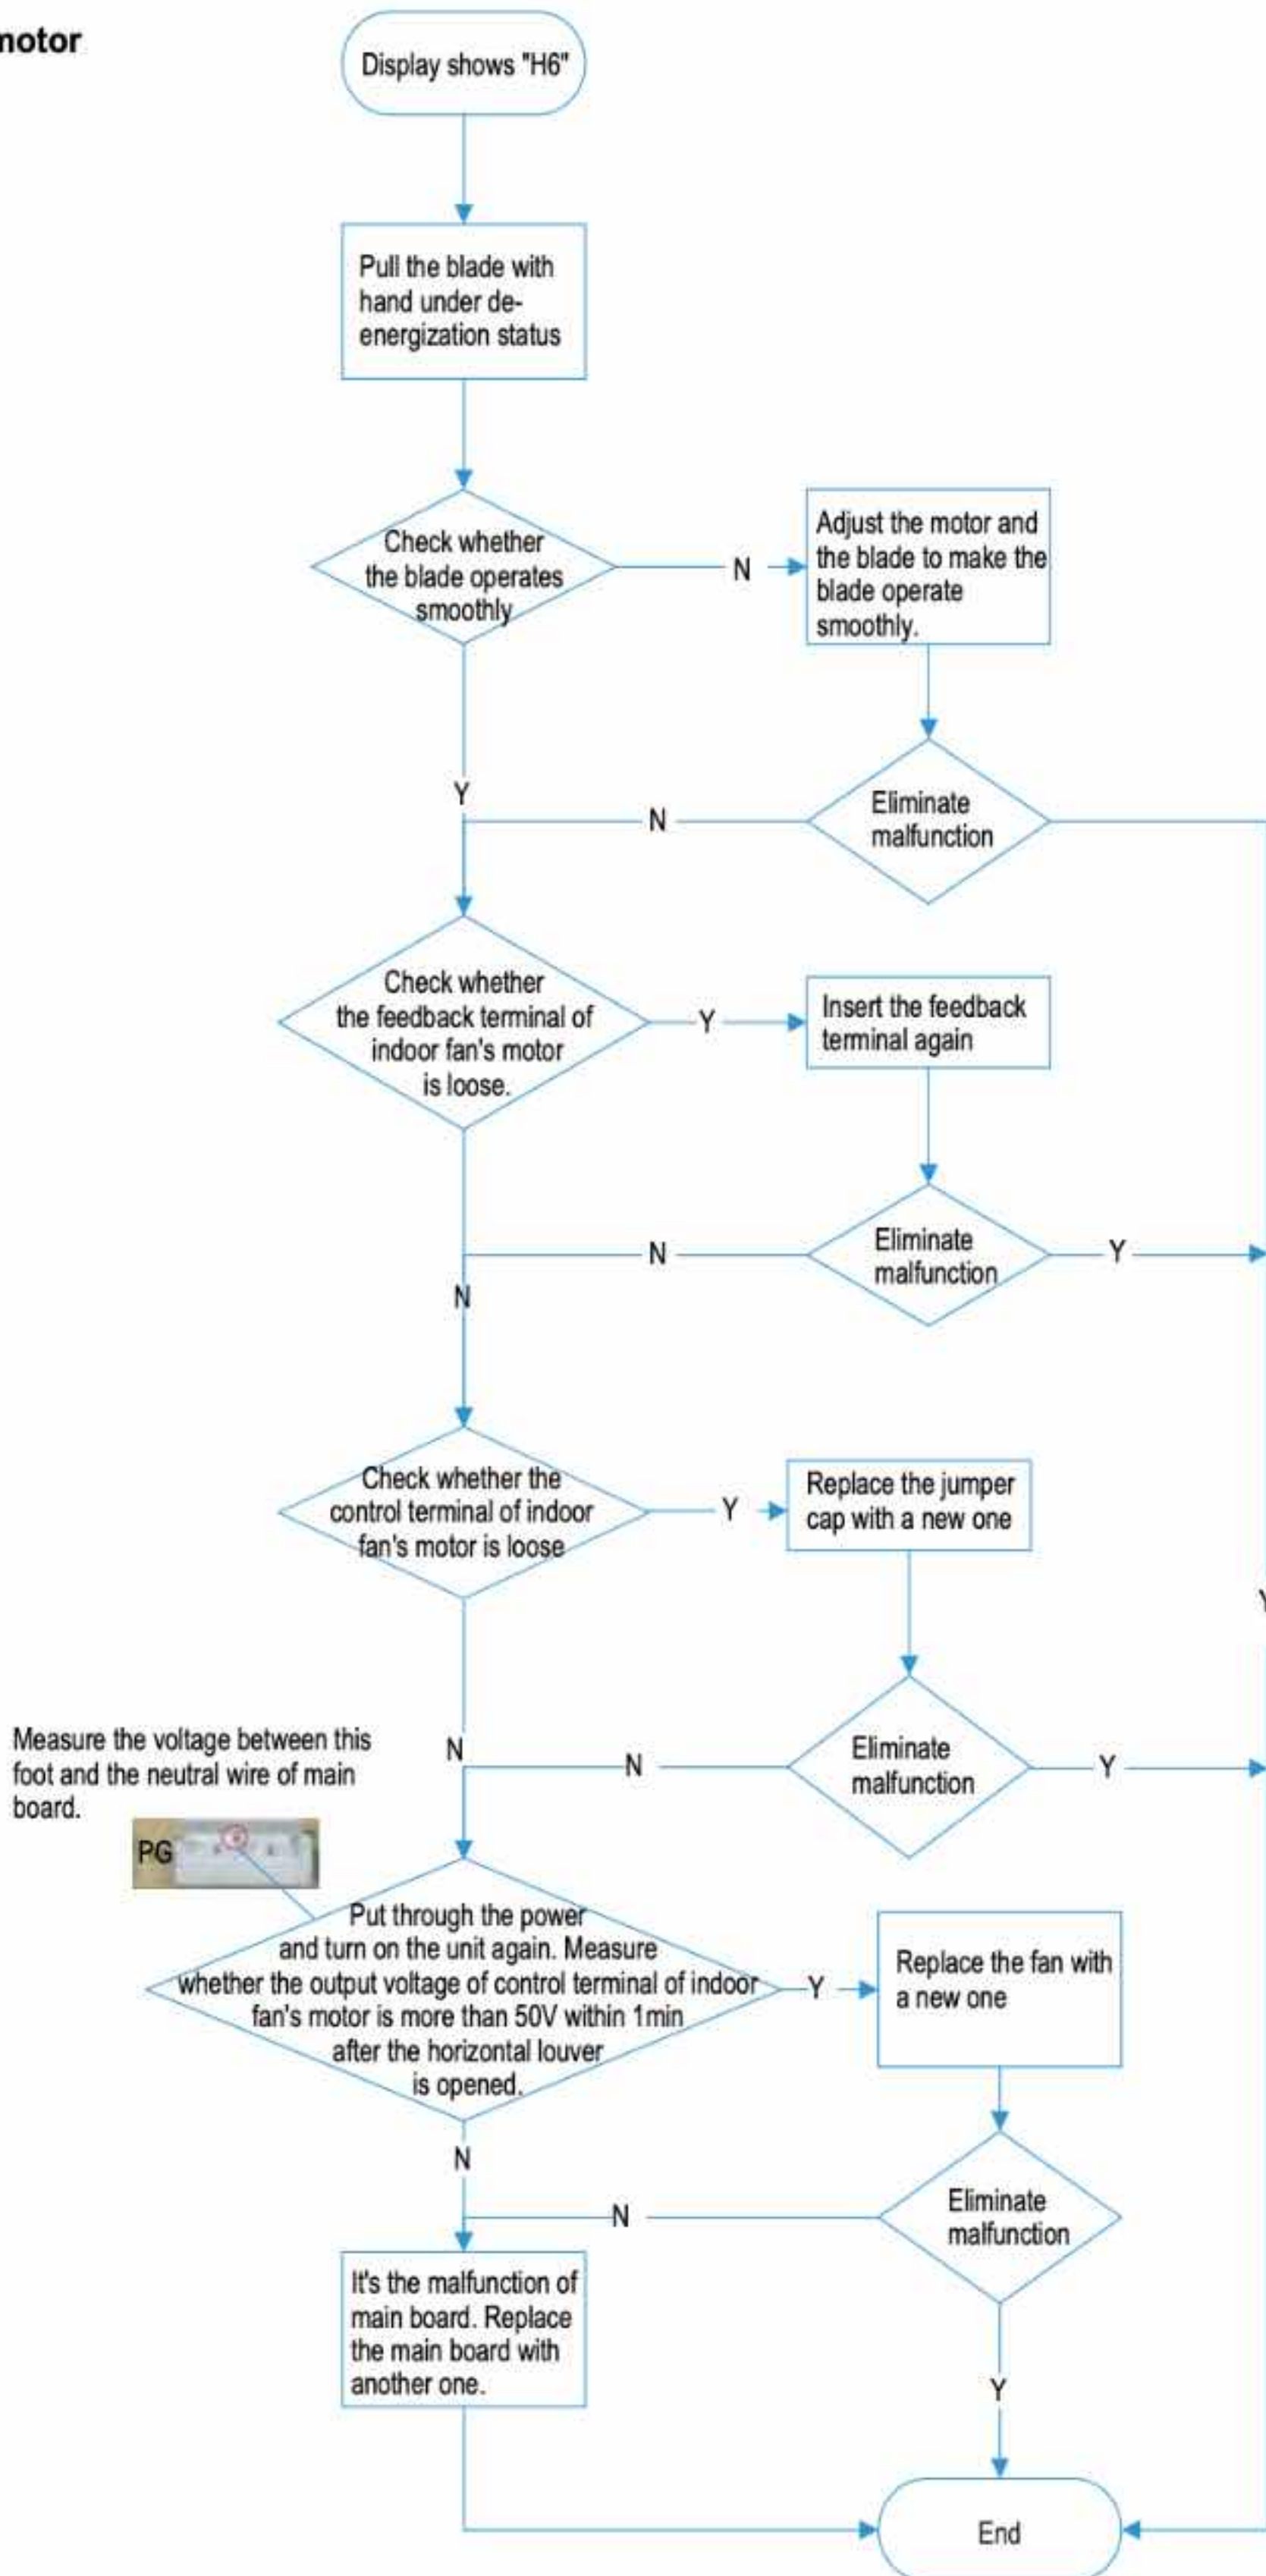 motor
Display shows "H6"
Pull the blade with
hand under de-
energization status
Check whether
the blade operates
smoothly
N
Adjust the motor and
the blade to make the
blade operate
smoothly.
Y
N
Eliminate
malfunction
Check whether
the feedback terminal of
indoor fan's motor
is loose.
Y
Insert the feedback
terminal again
N
Eliminate
malfunction
Y
N
Check whether the
control terminal of indoor
fan's motor is loose
Y
Replace the jumper
cap with a new one
Y
N
N
Eliminate
malfunction
Y
Measure the voltage between this
foot and the neutral wire of main
board.
PG
Put through the power
and turn on the unit again. Measure
whether the output voltage of control terminal of indoor
fan's motor is more than 50V within 1min
after the horizontal louver
is opened.
Y
Replace the fan with
a new one
N
N
Eliminate
malfunction
It's the malfunction of
main board. Replace
the main board with
another one.
Y
End